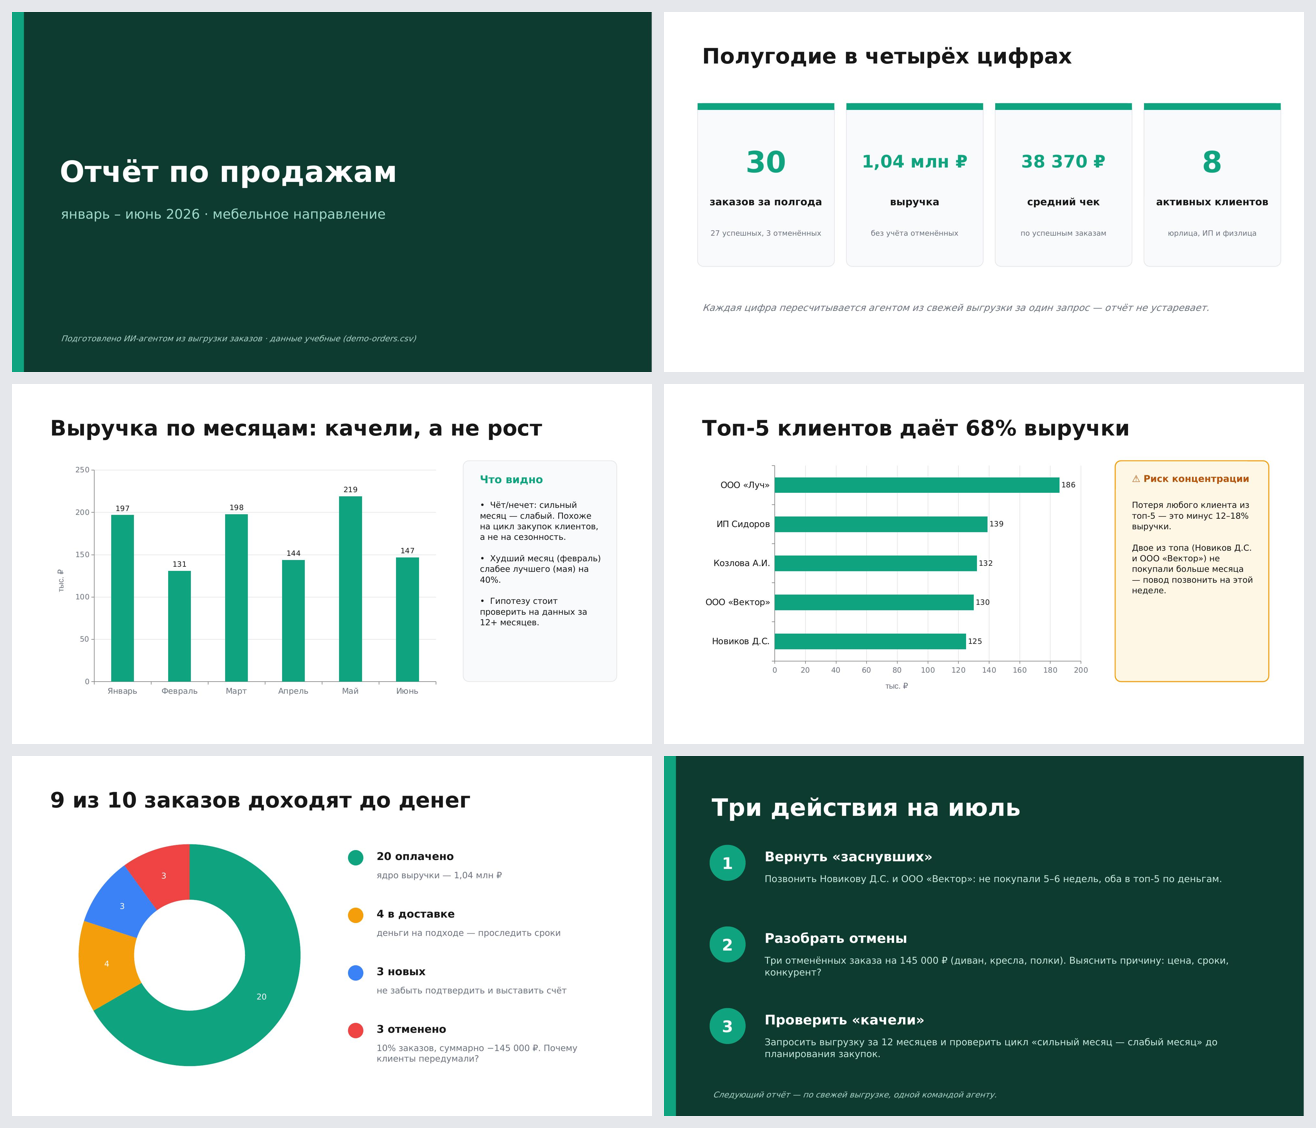 Отчёт по продажам
январь – июнь 2026 · мебельное направление
Подготовлено ИИ-агентом из выгрузки заказов · данные учебные (demo-orders.csv)
Полугодие в четырёх цифрах
30
заказов за полгода
27 успешных, 3 отменённых
1,04 млн ₽
выручка
без учёта отменённых
38 370 ₽
средний чек
по успешным заказам
8
активных клиентов
юрлица, ИП и физлица
Каждая цифра пересчитывается агентом из свежей выгрузки за один запрос — отчёт не устаревает.
Выручка по месяцам: качели, а не рост
250
200
150
100
50
0
тыс. ₽
197
131
198
144
219
147
Январь
Февраль
Март
Апрель
Май
Июнь
Что видно
• Чёт/нечет: сильный
месяц — слабый. Похоже
на цикл закупок клиентов,
а не на сезонность.
• Худший месяц (февраль)
слабее лучшего (мая) на
40%.
• Гипотезу стоит
проверить на данных за
12+ месяцев.
Топ-5 клиентов даёт 68% выручки
ООО «Луч» 186
ИП Сидоров 139
Козлова А.И. 132
ООО «Вектор» 130
Новиков Д.С. 125
0 20 40 60 80 100 120 140 160 180 200
тыс. ₽
⚠ Риск концентрации
Потеря любого клиента из
топ-5 — это минус 12–18%
выручки.
Двое из топа (Новиков Д.С.
и ООО «Вектор») не
покупали больше месяца
— повод позвонить на этой
неделе.
9 из 10 заказов доходят до денег
3
3
4
20
20 оплачено
ядро выручки — 1,04 млн ₽
4 в доставке
деньги на подходе — проследить сроки
3 новых
не забыть подтвердить и выставить счёт
3 отменено
10% заказов, суммарно −145 000 ₽. Почему
клиенты передумали?
Три действия на июль
1
Вернуть «заснувших»
Позвонить Новикову Д.С. и ООО «Вектор»: не покупали 5–6 недель, оба в топ-5 по деньгам.
2
Разобрать отмены
Три отменённых заказа на 145 000 ₽ (диван, кресла, полки). Выяснить причину: цена, сроки,
конкурент?
3
Проверить «качели»
Запросить выгрузку за 12 месяцев и проверить цикл «сильный месяц — слабый месяц» до
планирования закупок.
Следующий отчёт — по свежей выгрузке, одной командой агенту.